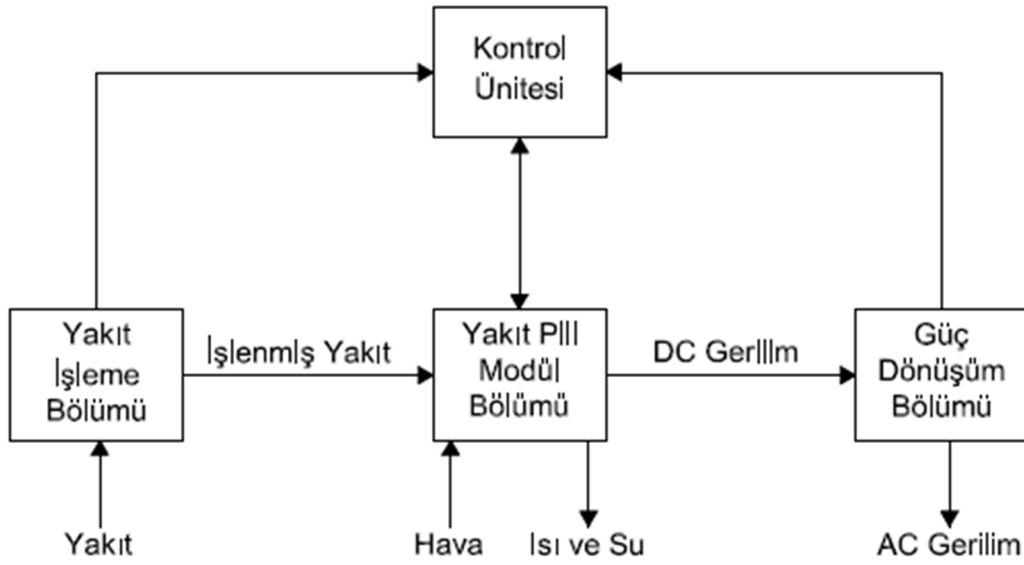 Kontrol
Ünitesi
Yakıt
İşleme
Bölümü
İşlenmiş Yakıt
Yakıt Pili
Modül
Bölümü
DC Gerilim
Güç
Dönüşüm
Bölümü
Yakıt
Hava
Isı ve Su
AC Gerilim